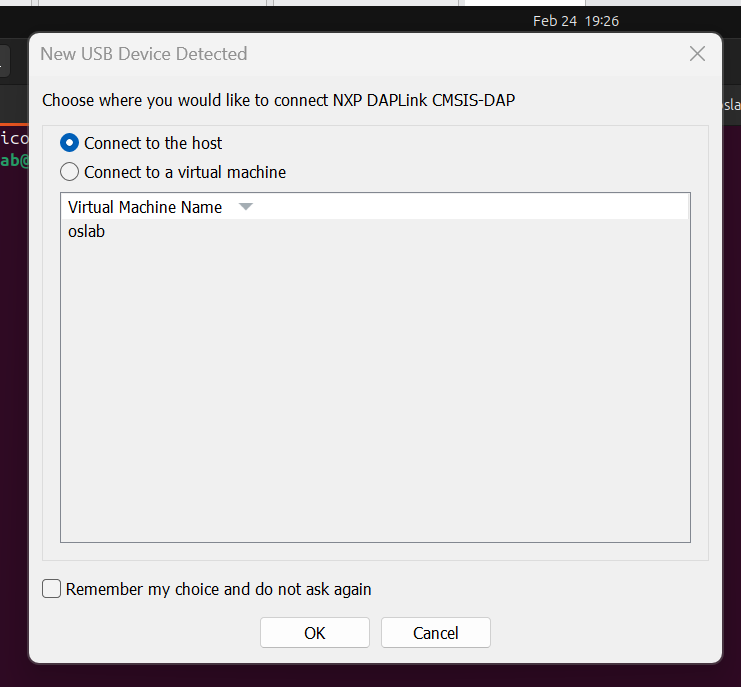 Feb 24 19:26
New USB Device Detected
Choose where you would like to connect NXP DAPLink CMSIS-DAP
Connect to the host
Connect to a virtual machine
Virtual Machine Name
oslab
Remember my choice and do not ask again
OK
Cancel
ico
ab@
sla